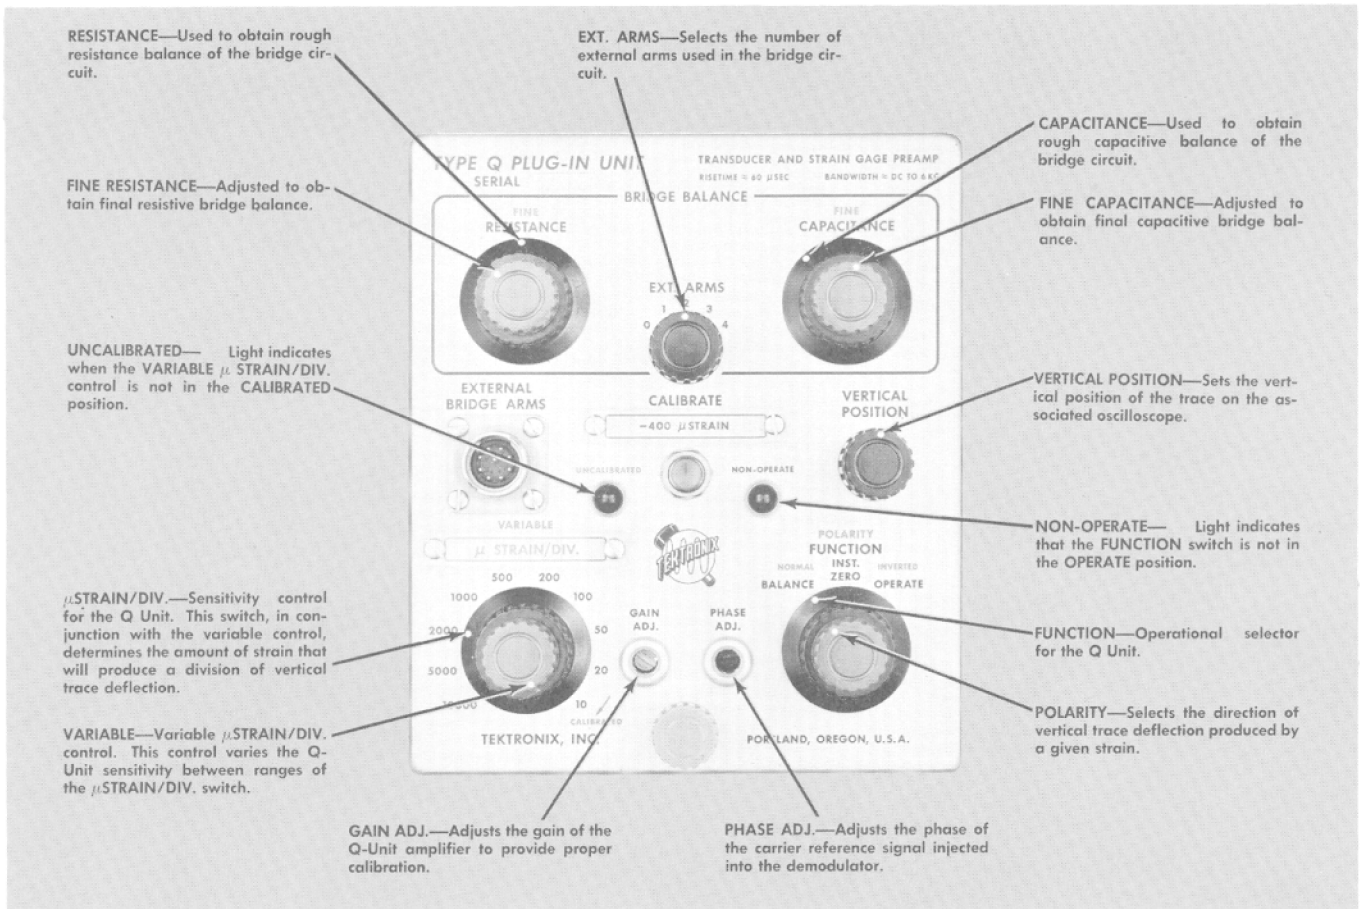 RESISTANCE—Used to obtain rough
resistance balance of the bridge cir-
cuit.
EXT. ARMS—Selects the number of
external arms used in the bridge cir-
cuit.
CAPACITANCE—Used to obtain
rough capacitive balance of the
bridge circuit.
FINE RESISTANCE—Adjusted to ob-
tain final resistive bridge balance.
FINE CAPACITANCE—Adjusted to
obtain final capacitive bridge bal-
ance.
UNCALIBRATED— Light indicates
when the VARIABLE μ STRAIN/DIV.
control is not in the CALIBRATED
position.
VERTICAL POSITION—Sets the vert-
ical position of the trace on the as-
sociated oscilloscope.
NON-OPERATE— Light indicates
that the FUNCTION switch is not in
the OPERATE position.
μSTRAIN/DIV.—Sensitivity control
for the Q Unit. This switch, in con-
junction with the variable control,
determines the amount of strain that
will produce a division of vertical
trace deflection.
FUNCTION—Operational selector
for the Q Unit.
VARIABLE—Variable μSTRAIN/DIV.
control. This control varies the Q-
Unit sensitivity between ranges of
the μSTRAIN/DIV. switch.
POLARITY—Selects the direction of
vertical trace deflection produced by
a given strain.
GAIN ADJ.—Adjusts the gain of the
Q-Unit amplifier to provide proper
calibration.
PHASE ADJ.—Adjusts the phase of
the carrier reference signal injected
into the demodulator.
TYPE Q PLUG-IN UNIT
SERIAL
TRANSDUCER AND STRAIN GAGE PREAMP
RISETIME ≈ 60 μSEC BANDWIDTH ≈ DC TO 6 KC
BRIDGE BALANCE
FINE
RESISTANCE
FINE
CAPACITANCE
EXT. ARMS
0 1 2 3 4
EXTERNAL
BRIDGE ARMS
CALIBRATE
-400 μSTRAIN
VERTICAL
POSITION
UNCALIBRATED
NON-OPERATE
VARIABLE
μ STRAIN/DIV.
TEKTRONIX
POLARITY
FUNCTION
NORMAL
INST.
ZERO
INVERTED
BALANCE
OPERATE
500 200
1000 100
2000 50
5000 20
10
CALIBRATED
GAIN
ADJ.
PHASE
ADJ.
TEKTRONIX, INC.
PORTLAND, OREGON, U.S.A.